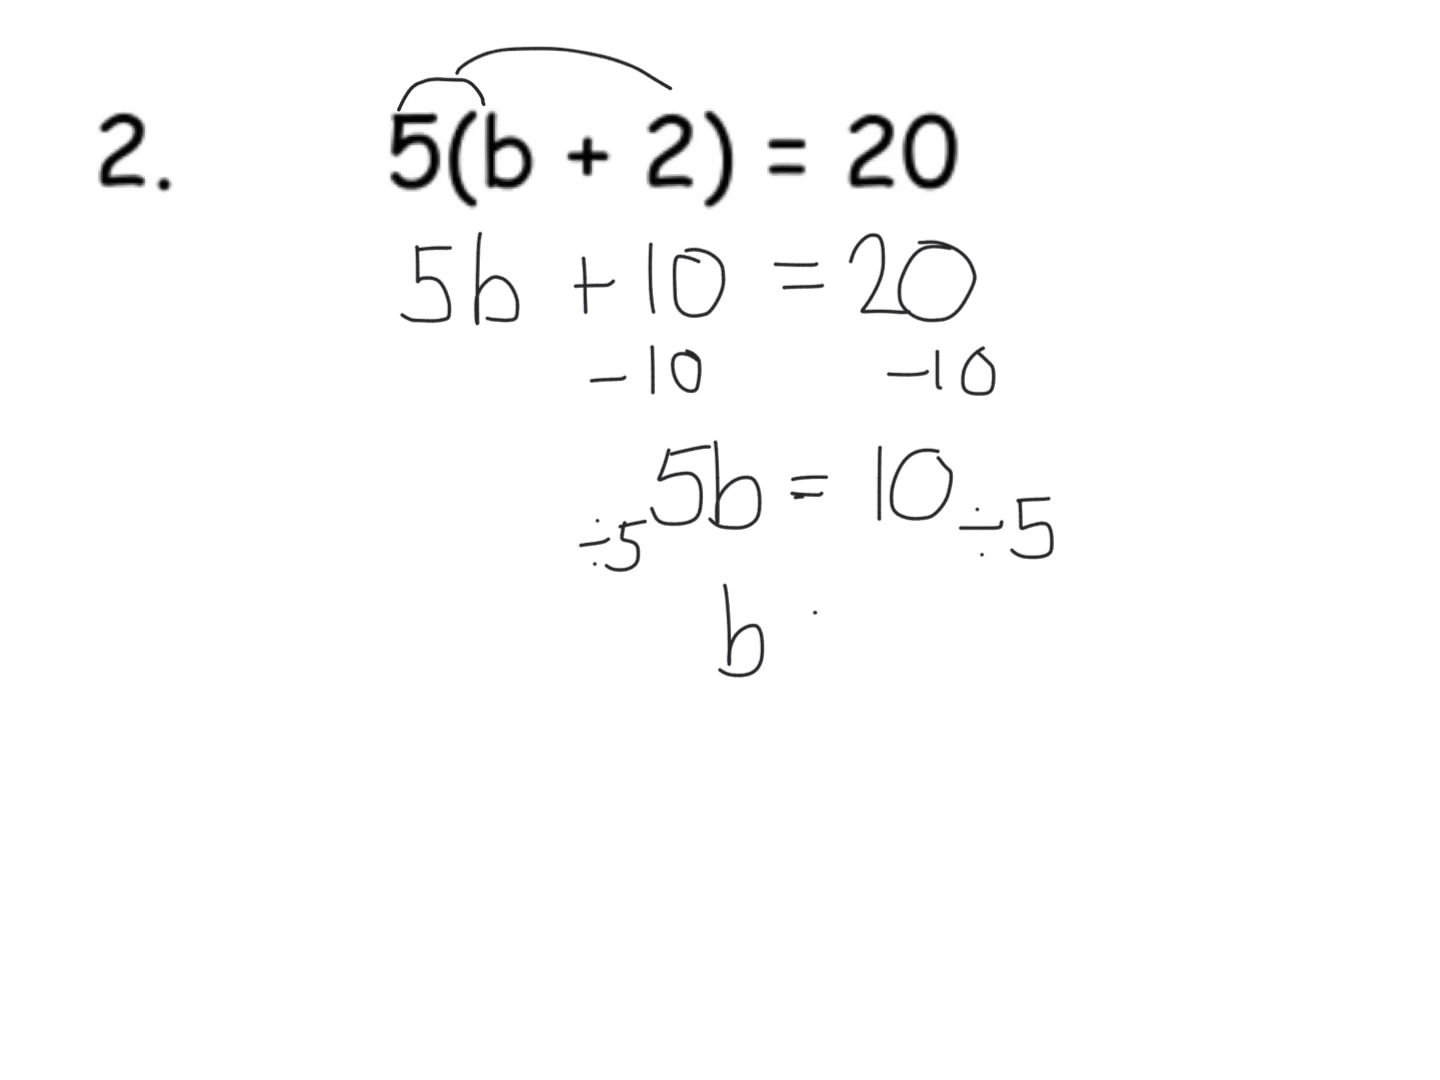 2. 5(b + 2) = 20
5b + 10 = 20
-10 -10
5b = 10
÷5 ÷5
b